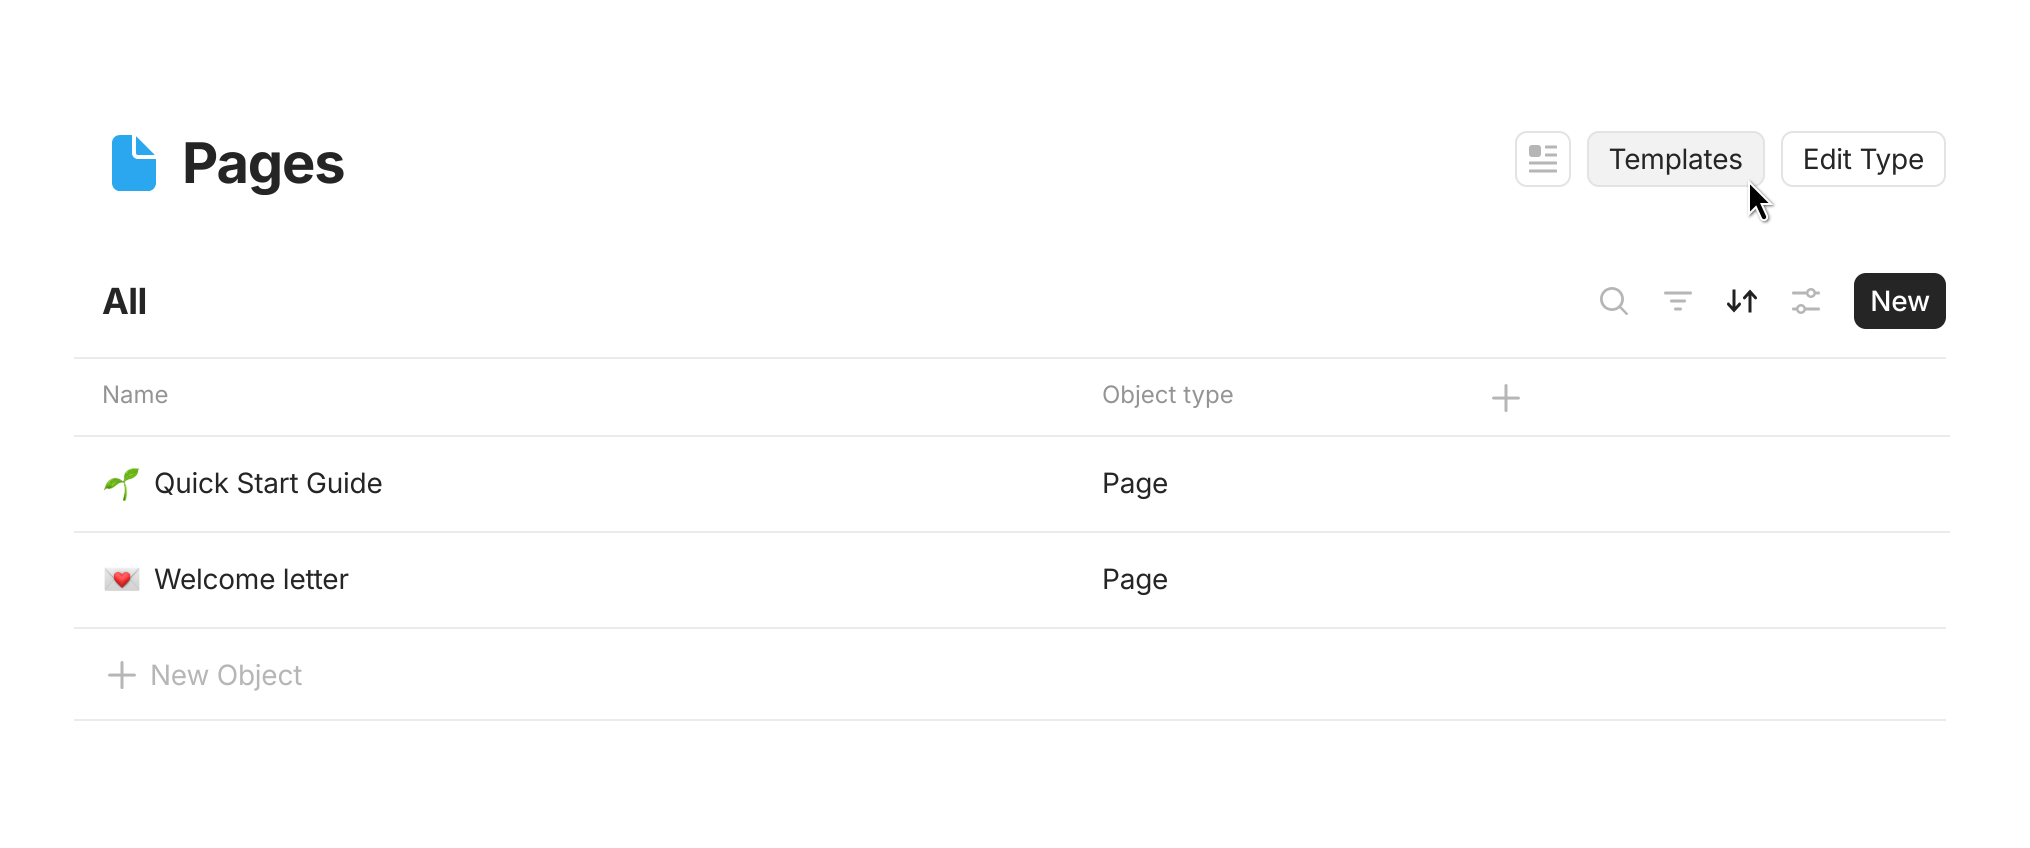 Pages
Templates
Edit Type
All
New
Name
Object type
Quick Start Guide
Page
Welcome letter
Page
New Object